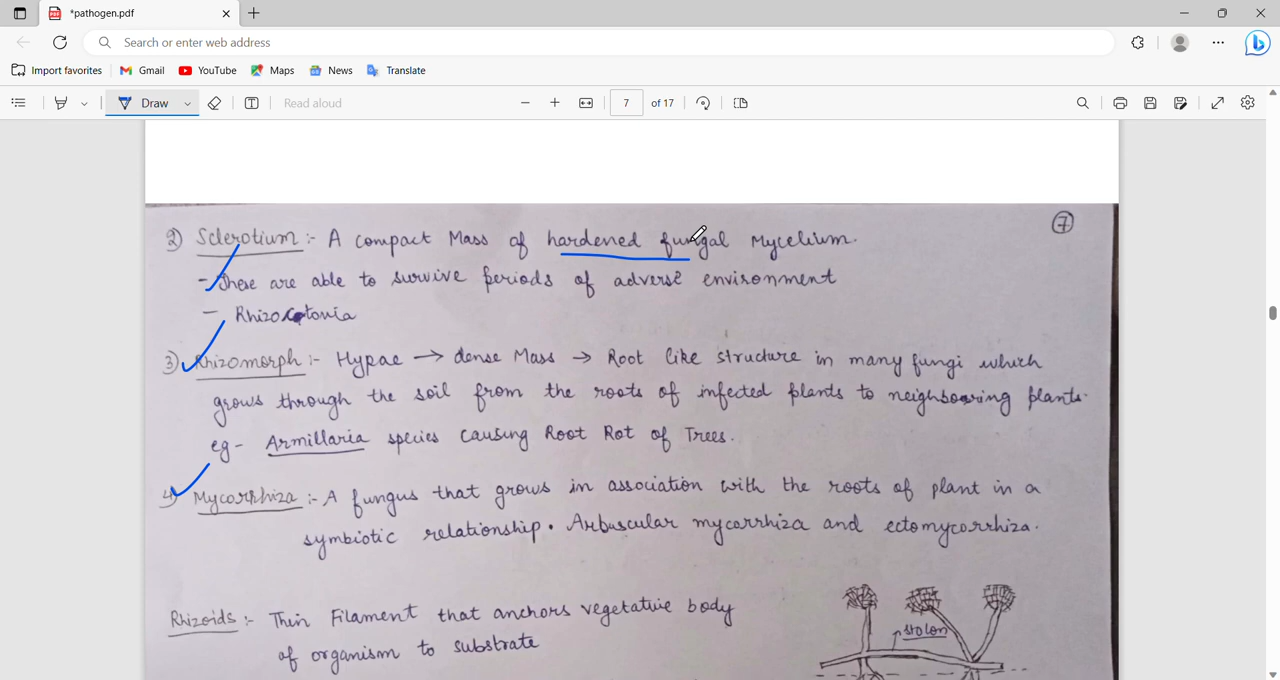 *pathogen.pdf
Search or enter web address
Import favorites Gmail YouTube Maps News Translate
Draw Read aloud 7 of 17
7
2) Sclerotium :- A compact Mass of hardened fungal Mycelium.
- These are able to survive periods of adverse environment
- Rhizoctonia
3) Rhizomorph :- Hypae → dense Mass → Root like structure in many fungi which
grows through the soil from the roots of infected plants to neighbooring plants.
eg - Armillaria species causing Root Rot of Trees.
4) Mycorrhiza :- A fungus that grows in association with the roots of plant in a
symbiotic relationship. Arbuscular mycorrhiza and ectomycorrhiza.
Rhizoids :- Thin Filament that anchors vegetative body
of organism to substrate
stolon